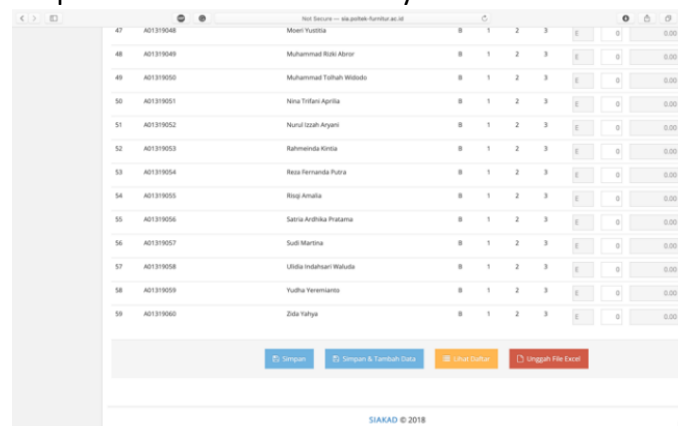 Not Secure — sia.poltek-furnitur.ac.id
47 A01319048 Moeri Yustitia B 1 2 3 E 0 0.00
48 A01319049 Muhammad Rizki Abror B 1 2 3 E 0 0.00
49 A01319050 Muhammad Tolhah Widodo B 1 2 3 E 0 0.00
50 A01319051 Nina Trifani Aprilia B 1 2 3 E 0 0.00
51 A01319052 Nurul Izzah Aryani B 1 2 3 E 0 0.00
52 A01319053 Rahmeinda Kintia B 1 2 3 E 0 0.00
53 A01319054 Reza Fernanda Putra B 1 2 3 E 0 0.00
54 A01319055 Risqi Amalia B 1 2 3 E 0 0.00
55 A01319056 Satria Ardhika Pratama B 1 2 3 E 0 0.00
56 A01319057 Sudi Martina B 1 2 3 E 0 0.00
57 A01319058 Ulidia Indahsari Waluda B 1 2 3 E 0 0.00
58 A01319059 Yudha Yeremianto B 1 2 3 E 0 0.00
59 A01319060 Zida Yahya B 1 2 3 E 0 0.00
Simpan Simpan & Tambah Data Lihat Daftar Unggah File Excel
SIAKAD © 2018